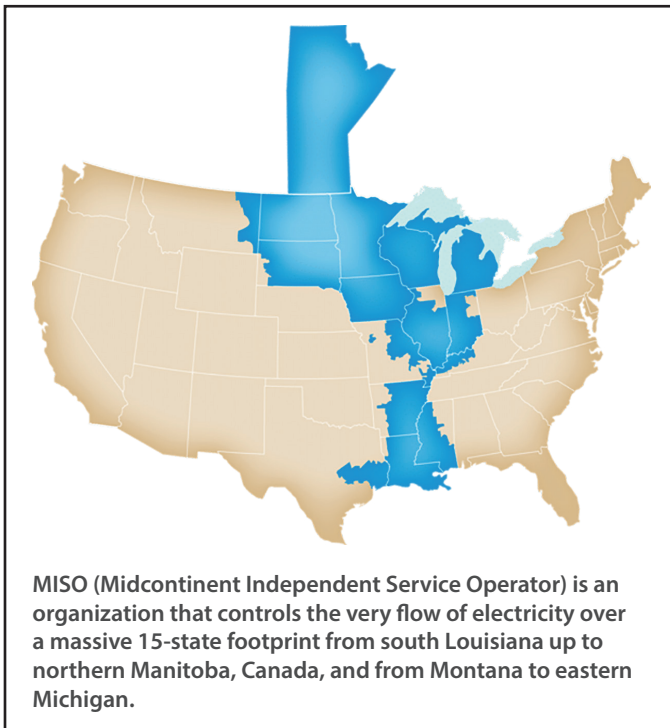 MISO (Midcontinent Independent Service Operator) is an
organization that controls the very flow of electricity over
a massive 15-state footprint from south Louisiana up to
northern Manitoba, Canada, and from Montana to eastern
Michigan.